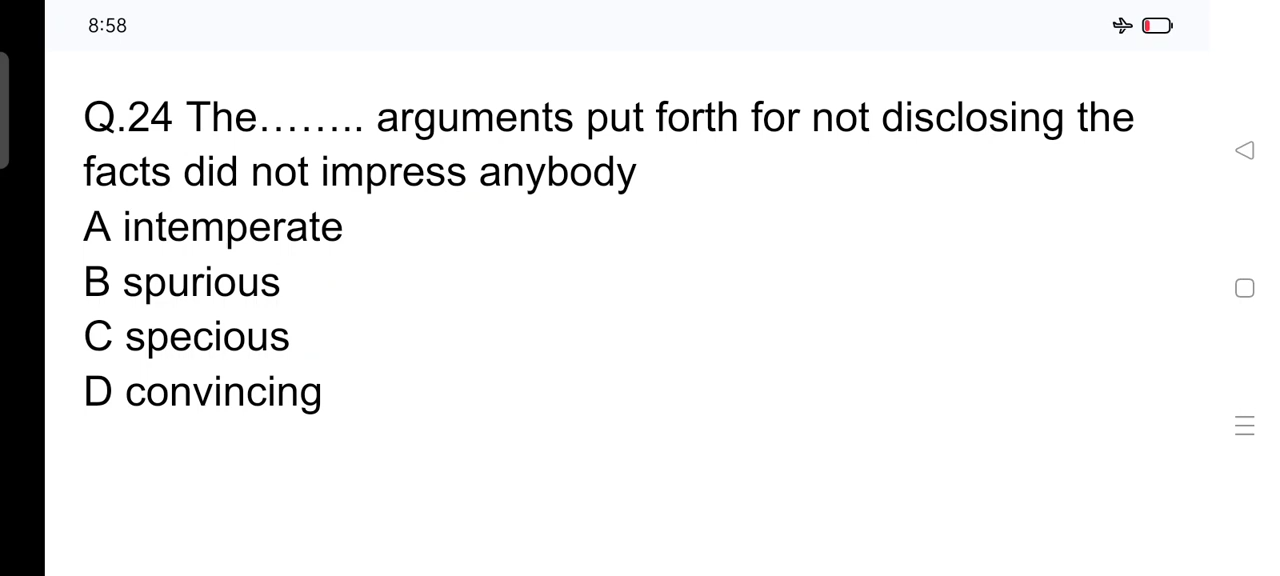 8:58
Q.24 The…….. arguments put forth for not disclosing the
facts did not impress anybody
A intemperate
B spurious
C specious
D convincing